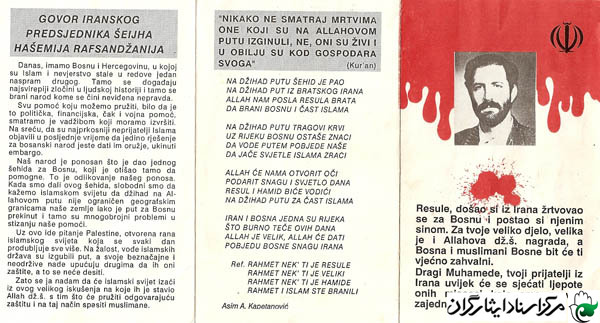 GOVOR IRANSKOG
PREDSJEDNIKA ŠEIJHA
HAŠEMIJA RAFSANDŽANIJA
Danas, imamo Bosnu i Hercegovinu, u kojoj
su Islam i nevjerstvo stale u redove jedan
naspram drugog. Tamo se dogadaju
najsvirepiji zločini u ljudskoj historiji i tamo se
brani narod kome se čini neviđena nepravda.
Svu pomoć koju možemo pružiti, bilo da je
to politička, financijska, čak i vojna pomoć,
smatramo je vadžibom koji moramo izvršiti.
Na sreću, da su najprkosniji neprijatelji Islama
objavili u posljednje vrijeme da jedino rješenje
za bosanski narod jeste dati im oružje, ukinuti
embargo.
Naš narod je ponosan što je dao jednog
šehida za Bosnu, koji je otišao tamo da
pomogne. To je odlikovanje našeg ponosa.
Kada smo dali ovog šehida, slobodni smo da
kažemo islamskom svijetu da džihad na Al-
lahovom putu nije ograničen geografskim
granicama naše zemlje iako je put za Bosnu
prekinut i tamo su mnogobrojni problemi u
stizanju naše pomoći.
Uz ovo ide pitanje Palestine, otvorena rana
islamskog svijeta koja se svaki dan
produbljuje sve više. Na žalost, vođe islamskih
država su izgubili put, a svoje beznačajne i
neodržive nade upućuju drugima da ih oni
zaštite, a to se neće desiti.
Zato se ja nadam da će islamski svijet izaći
iz ovog velikog iskušenja na koje ih je stavio
Allah dž.š. s tim što će pružiti odgovarajuću
zaštitu i na taj način spasiti muslimane.
"NIKAKO NE SMATRAJ MRTVIMA
ONE KOJI SU NA ALLAHOVOM
PUTU IZGINULI, NE, ONI SU ŽIVI I
U OBILJU SU KOD GOSPODARA
SVOGA"
(Kur'an)
NA DŽIHAD PUTU ŠEHID JE PAO
NA DŽIHAD PUT IZ BRATSKOG IRANA
ALLAH NAM POSLA RESULA BRATA
DA BRANI BOSNU I ČAST ISLAMA
NA DŽIHAD PUTU TRAGOVI KRVI
UZ RIJEKU BOSNU OSTAŠE ZNACI
DA VODE PUTEM POBJEDE NAŠE
DA JAČE SVJETLE ISLAMA ZRACI
ALLAH ĆE NAMA OTVORIT OČI
PODARIT SNAGU I SVJETLO DANA
RESUL I HAMID BIĆE VODIČI
NA DŽIHAD PUTU ZA ČAST ISLAMA
IRAN I BOSNA JEDNA SU RIJEKA
ŠTO BURNO TEČE OVIH DANA
ALLAH JE VELIK, ALLAH ĆE DATI
POBJEDU BOSNE SNAGU IRANA
Ref. RAHMET NEK' TI JE RESULE
RAHMET NEK' TI JE VELIKI
RAHMET NEK' TI JE HAMIDE
RAHMET I ISLAM STE BRANILI
Asim A. Kapetanović
Resule, došao si iz Irana žrtvovao
se za Bosnu i postao si njenim
sinom. Za tvoje veliko djelo, velika
je i Allahova dž.š. nagrada, a
Bosna i muslimani Bosne bit će ti
vječno zahvalni.
Dragi Muhamede, tvoji prijatelji iz
Irana uvijek će se sjećati ljepote
onih
zajedn
مرکز اسناد ایثارگران